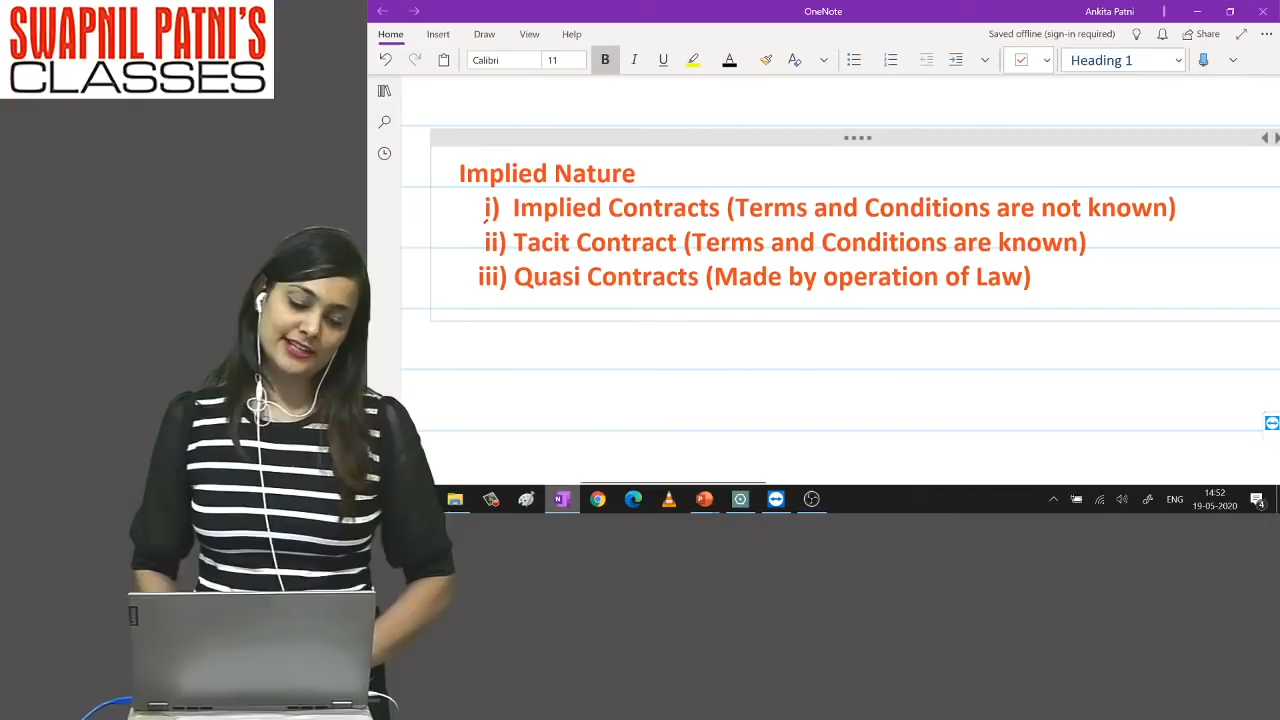 SWAPNIL PATNI'S
CLASSES
OneNote
Ankita Patni
Home Insert Draw View Help
Saved offline (sign-in required) Share
Calibri 11 B I U A Heading 1
Implied Nature
i) Implied Contracts (Terms and Conditions are not known)
ii) Tacit Contract (Terms and Conditions are known)
iii) Quasi Contracts (Made by operation of Law)
ENG 14:52
19-05-2020
4